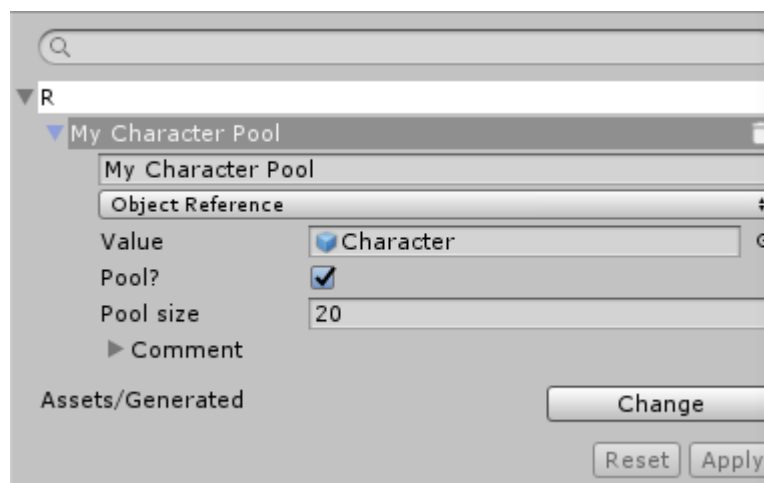 R
My Character Pool
My Character Pool
Object Reference
Value Character
Pool?
Pool size 20
Comment
Assets/Generated Change
Reset Apply